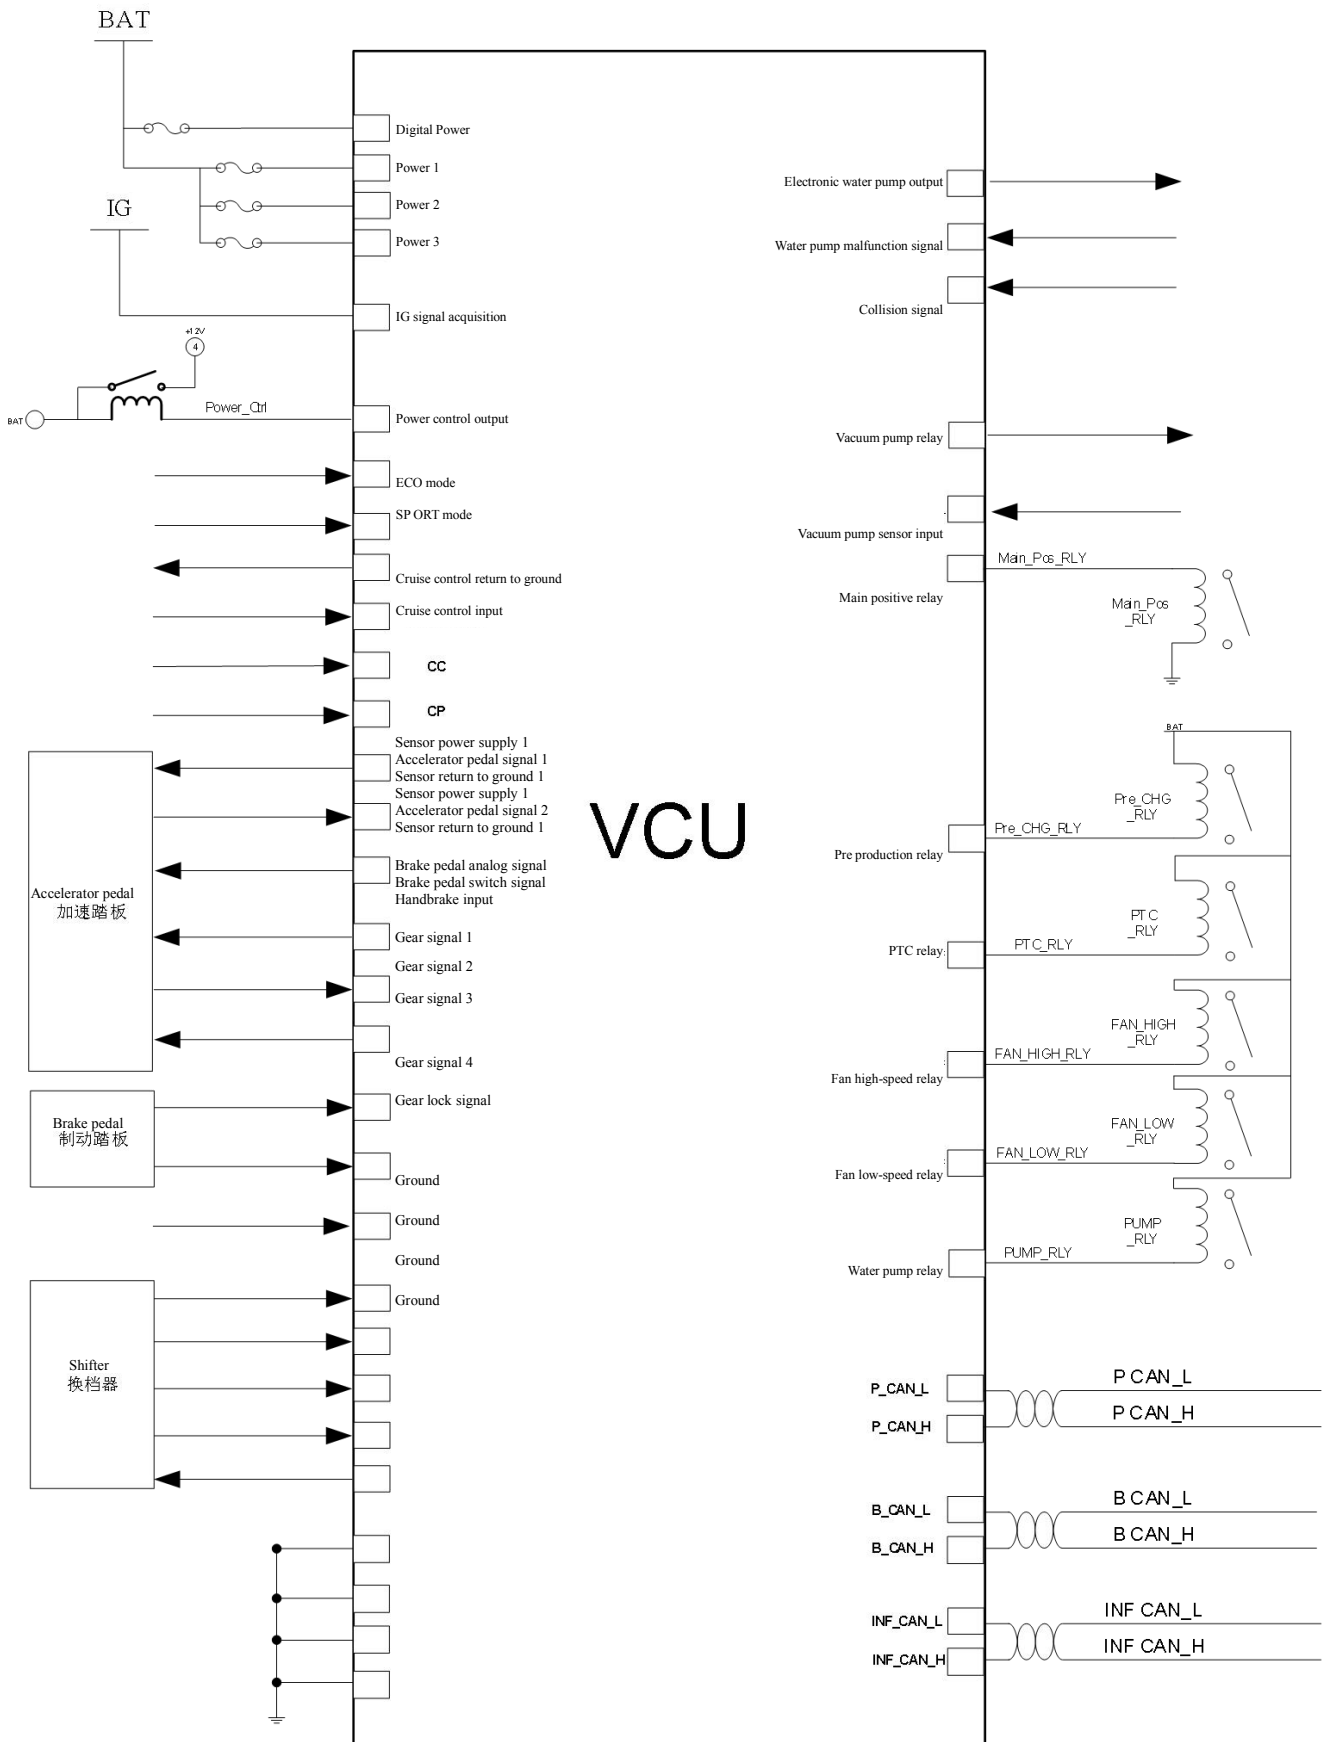 BAT
Digital Power
Power 1
Power 2
Power 3
IG
IG signal acquisition
+12V
4
BAT
Power_Ctrl
Power control output
ECO mode
SP ORT mode
Cruise control return to ground
Cruise control input
CC
CP
Sensor power supply 1
Accelerator pedal signal 1
Sensor return to ground 1
Sensor power supply 1
Accelerator pedal signal 2
Sensor return to ground 1
Brake pedal analog signal
Brake pedal switch signal
Handbrake input
Accelerator pedal
加速踏板
Gear signal 1
Gear signal 2
Gear signal 3
Gear signal 4
Gear lock signal
Brake pedal
制动踏板
Ground
Ground
Ground
Ground
Shifter
换档器
VCU
Electronic water pump output
Water pump malfunction signal
Collision signal
Vacuum pump relay
Vacuum pump sensor input
Main_Pos_RLY
Main positive relay
Main_Pos
_RLY
BAT
Pre_CHG
_RLY
Pre_CHG_RLY
Pre production relay
PTC
_RLY
PTC_RLY
PTC relay
FAN_HIGH
_RLY
FAN_HIGH_RLY
Fan high-speed relay
FAN_LOW
_RLY
FAN_LOW_RLY
Fan low-speed relay
PUMP
_RLY
PUMP_RLY
Water pump relay
P_CAN_L
P CAN_L
P_CAN_H
P CAN_H
B_CAN_L
B CAN_L
B_CAN_H
B CAN_H
INF_CAN_L
INF CAN_L
INF_CAN_H
INF CAN_H